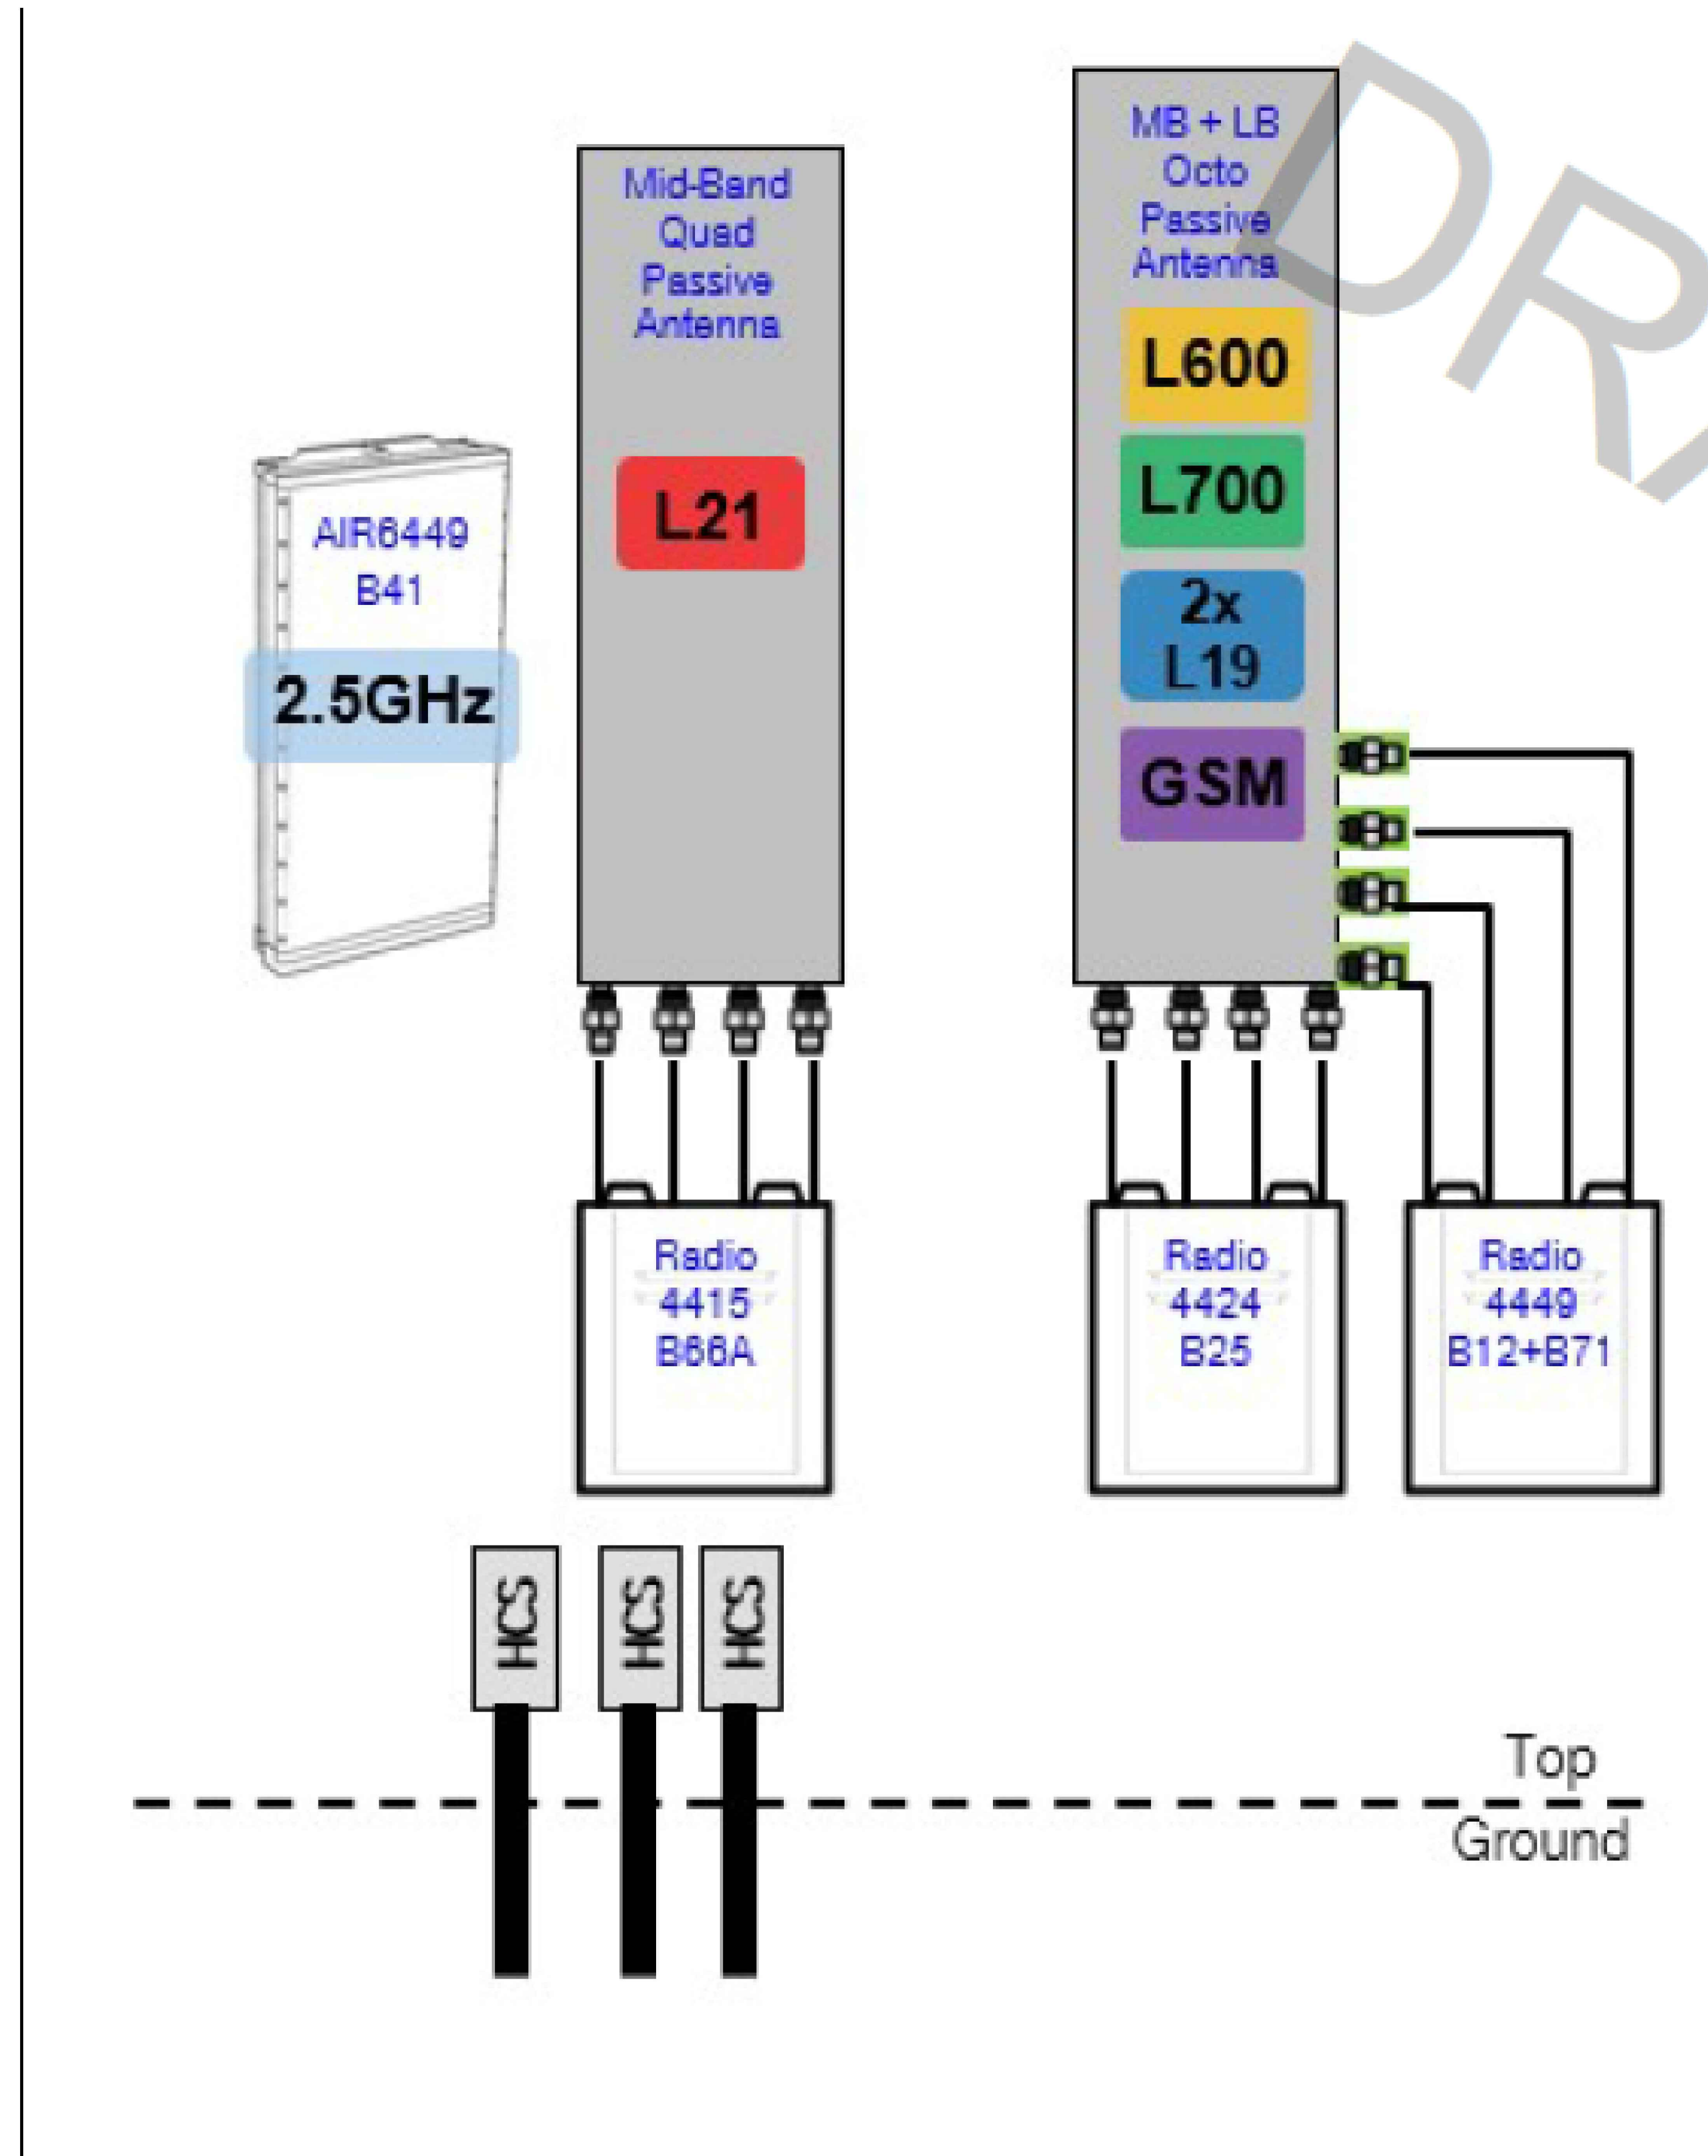 Mid-Band
Quad
Passive
Antenna
L21
MB + LB
Octo
Passive
Antenna
L600
L700
2x
L19
GSM
AIR6449
B41
2.5GHz
Radio
4415
B66A
Radio
4424
B25
Radio
4449
B12+B71
HCS
HCS
HCS
Top
Ground